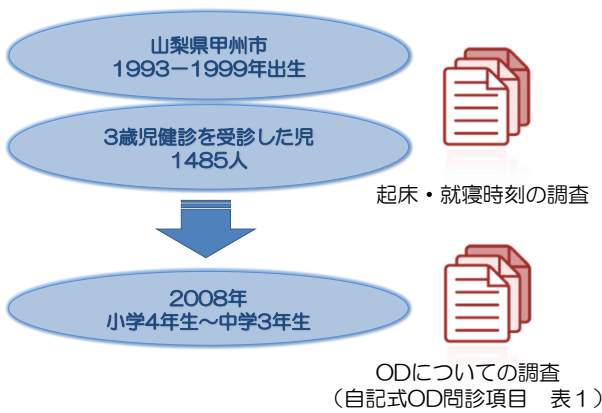 山梨県甲州市
1993－1999年出生
3歳児健診を受診した児
1485人
起床・就寝時刻の調査
2008年
小学4年生～中学3年生
ODについての調査
（自記式OD問診項目　表１）